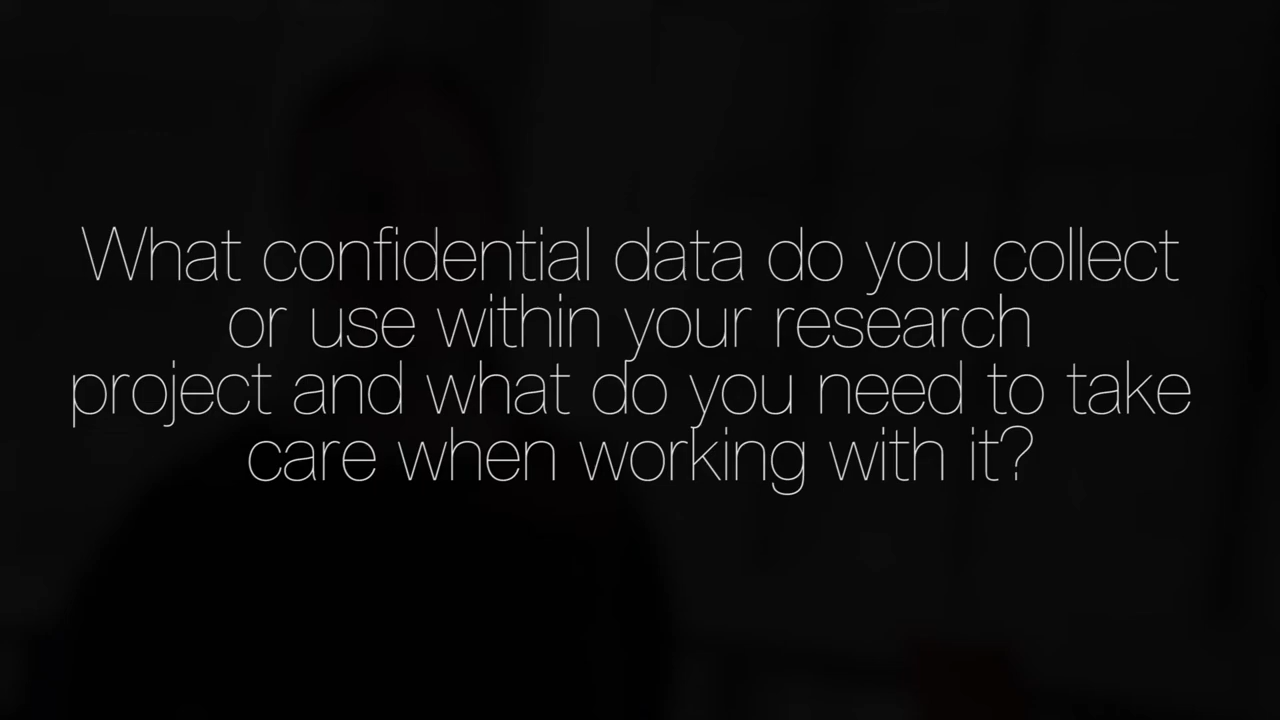 What confidential data do you collect
or use within your research
project and what do you need to take
care when working with it?